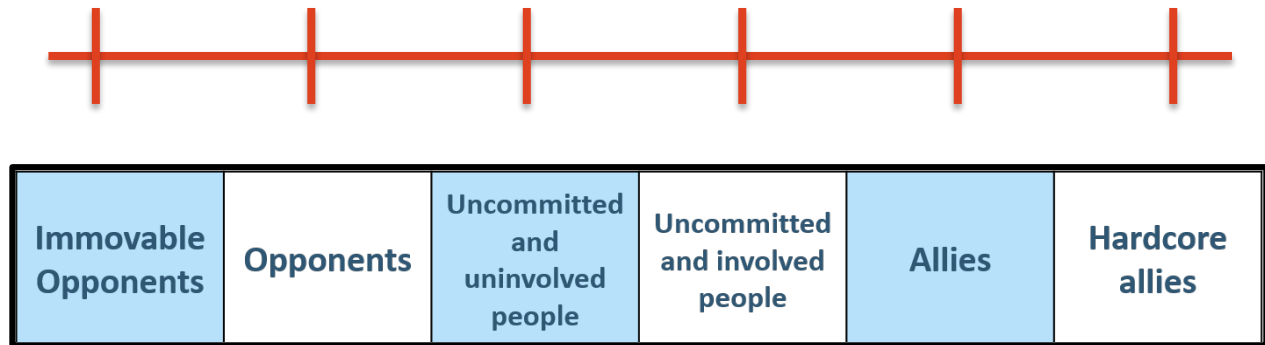 Immovable
Opponents
Opponents
Uncommitted
and
uninvolved
people
Uncommitted
and involved
people
Allies
Hardcore
allies